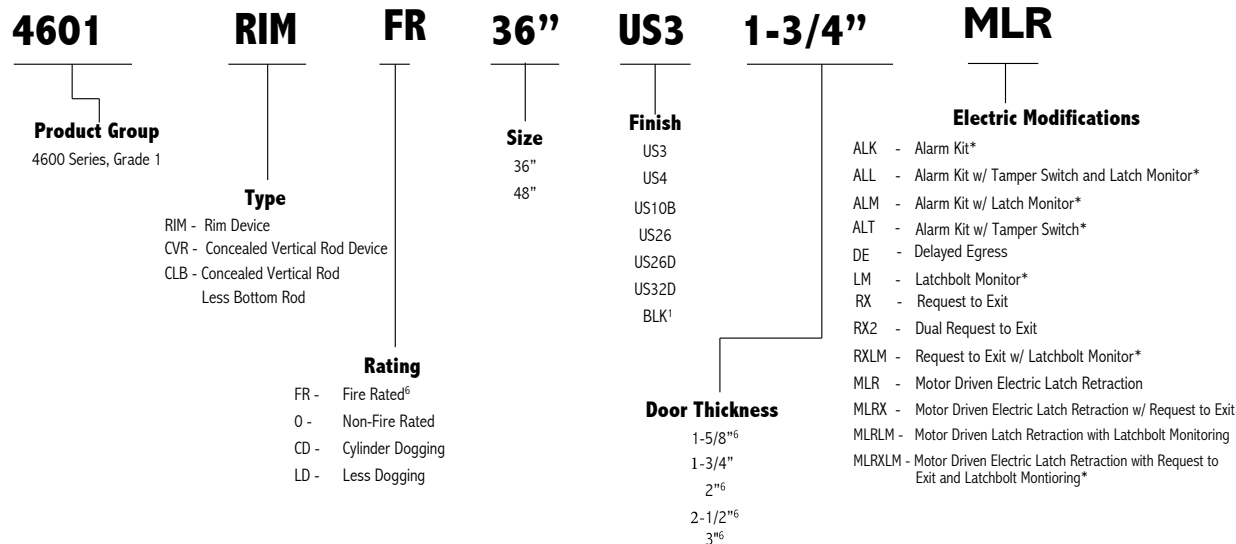 4601 RIM FR 36” US3 1-3/4” MLR
Product Group
4600 Series, Grade 1
Type
RIM - Rim Device
CVR - Concealed Vertical Rod Device
CLB - Concealed Vertical Rod
Less Bottom Rod
Rating
FR - Fire Rated⁶
0 - Non-Fire Rated
CD - Cylinder Dogging
LD - Less Dogging
Size
36”
48”
Finish
US3
US4
US10B
US26
US26D
US32D
BLK¹
Door Thickness
1-5/8”⁶
1-3/4”
2”⁶
2-1/2”⁶
3”⁶
Electric Modifications
ALK - Alarm Kit*
ALL - Alarm Kit w/ Tamper Switch and Latch Monitor*
ALM - Alarm Kit w/ Latch Monitor*
ALT - Alarm Kit w/ Tamper Switch*
DE - Delayed Egress
LM - Latchbolt Monitor*
RX - Request to Exit
RX2 - Dual Request to Exit
RXLM - Request to Exit w/ Latchbolt Monitor*
MLR - Motor Driven Electric Latch Retraction
MLRX - Motor Driven Electric Latch Retraction w/ Request to Exit
MLRLM - Motor Driven Latch Retraction with Latchbolt Monitoring
MLRXLM - Motor Driven Electric Latch Retraction with Request to
Exit and Latchbolt Montioring*